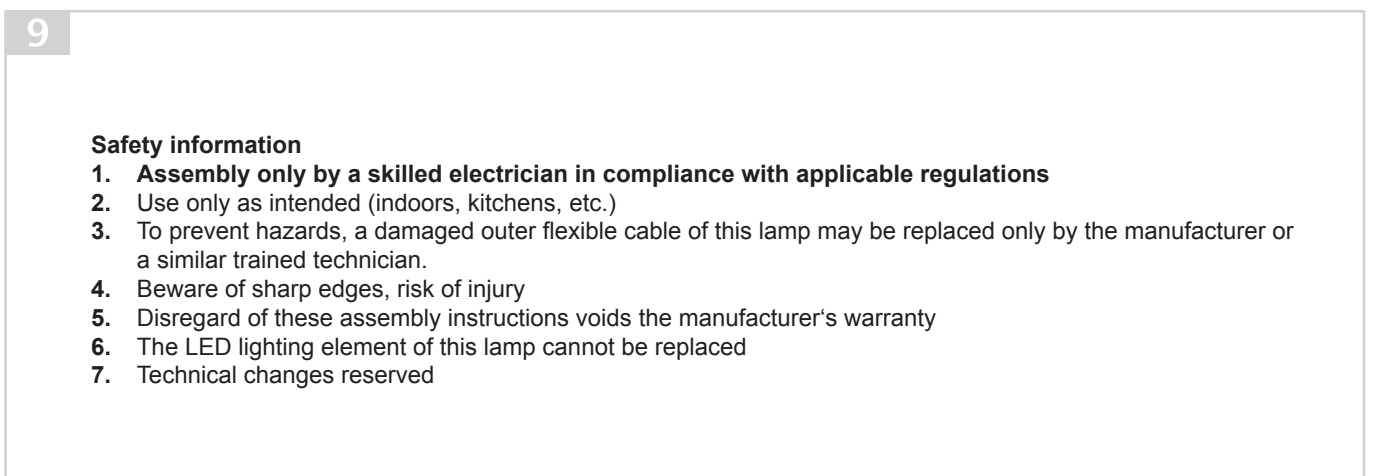 9
Safety information
1. Assembly only by a skilled electrician in compliance with applicable regulations
2. Use only as intended (indoors, kitchens, etc.)
3. To prevent hazards, a damaged outer flexible cable of this lamp may be replaced only by the manufacturer or
a similar trained technician.
4. Beware of sharp edges, risk of injury
5. Disregard of these assembly instructions voids the manufacturer‘s warranty
6. The LED lighting element of this lamp cannot be replaced
7. Technical changes reserved